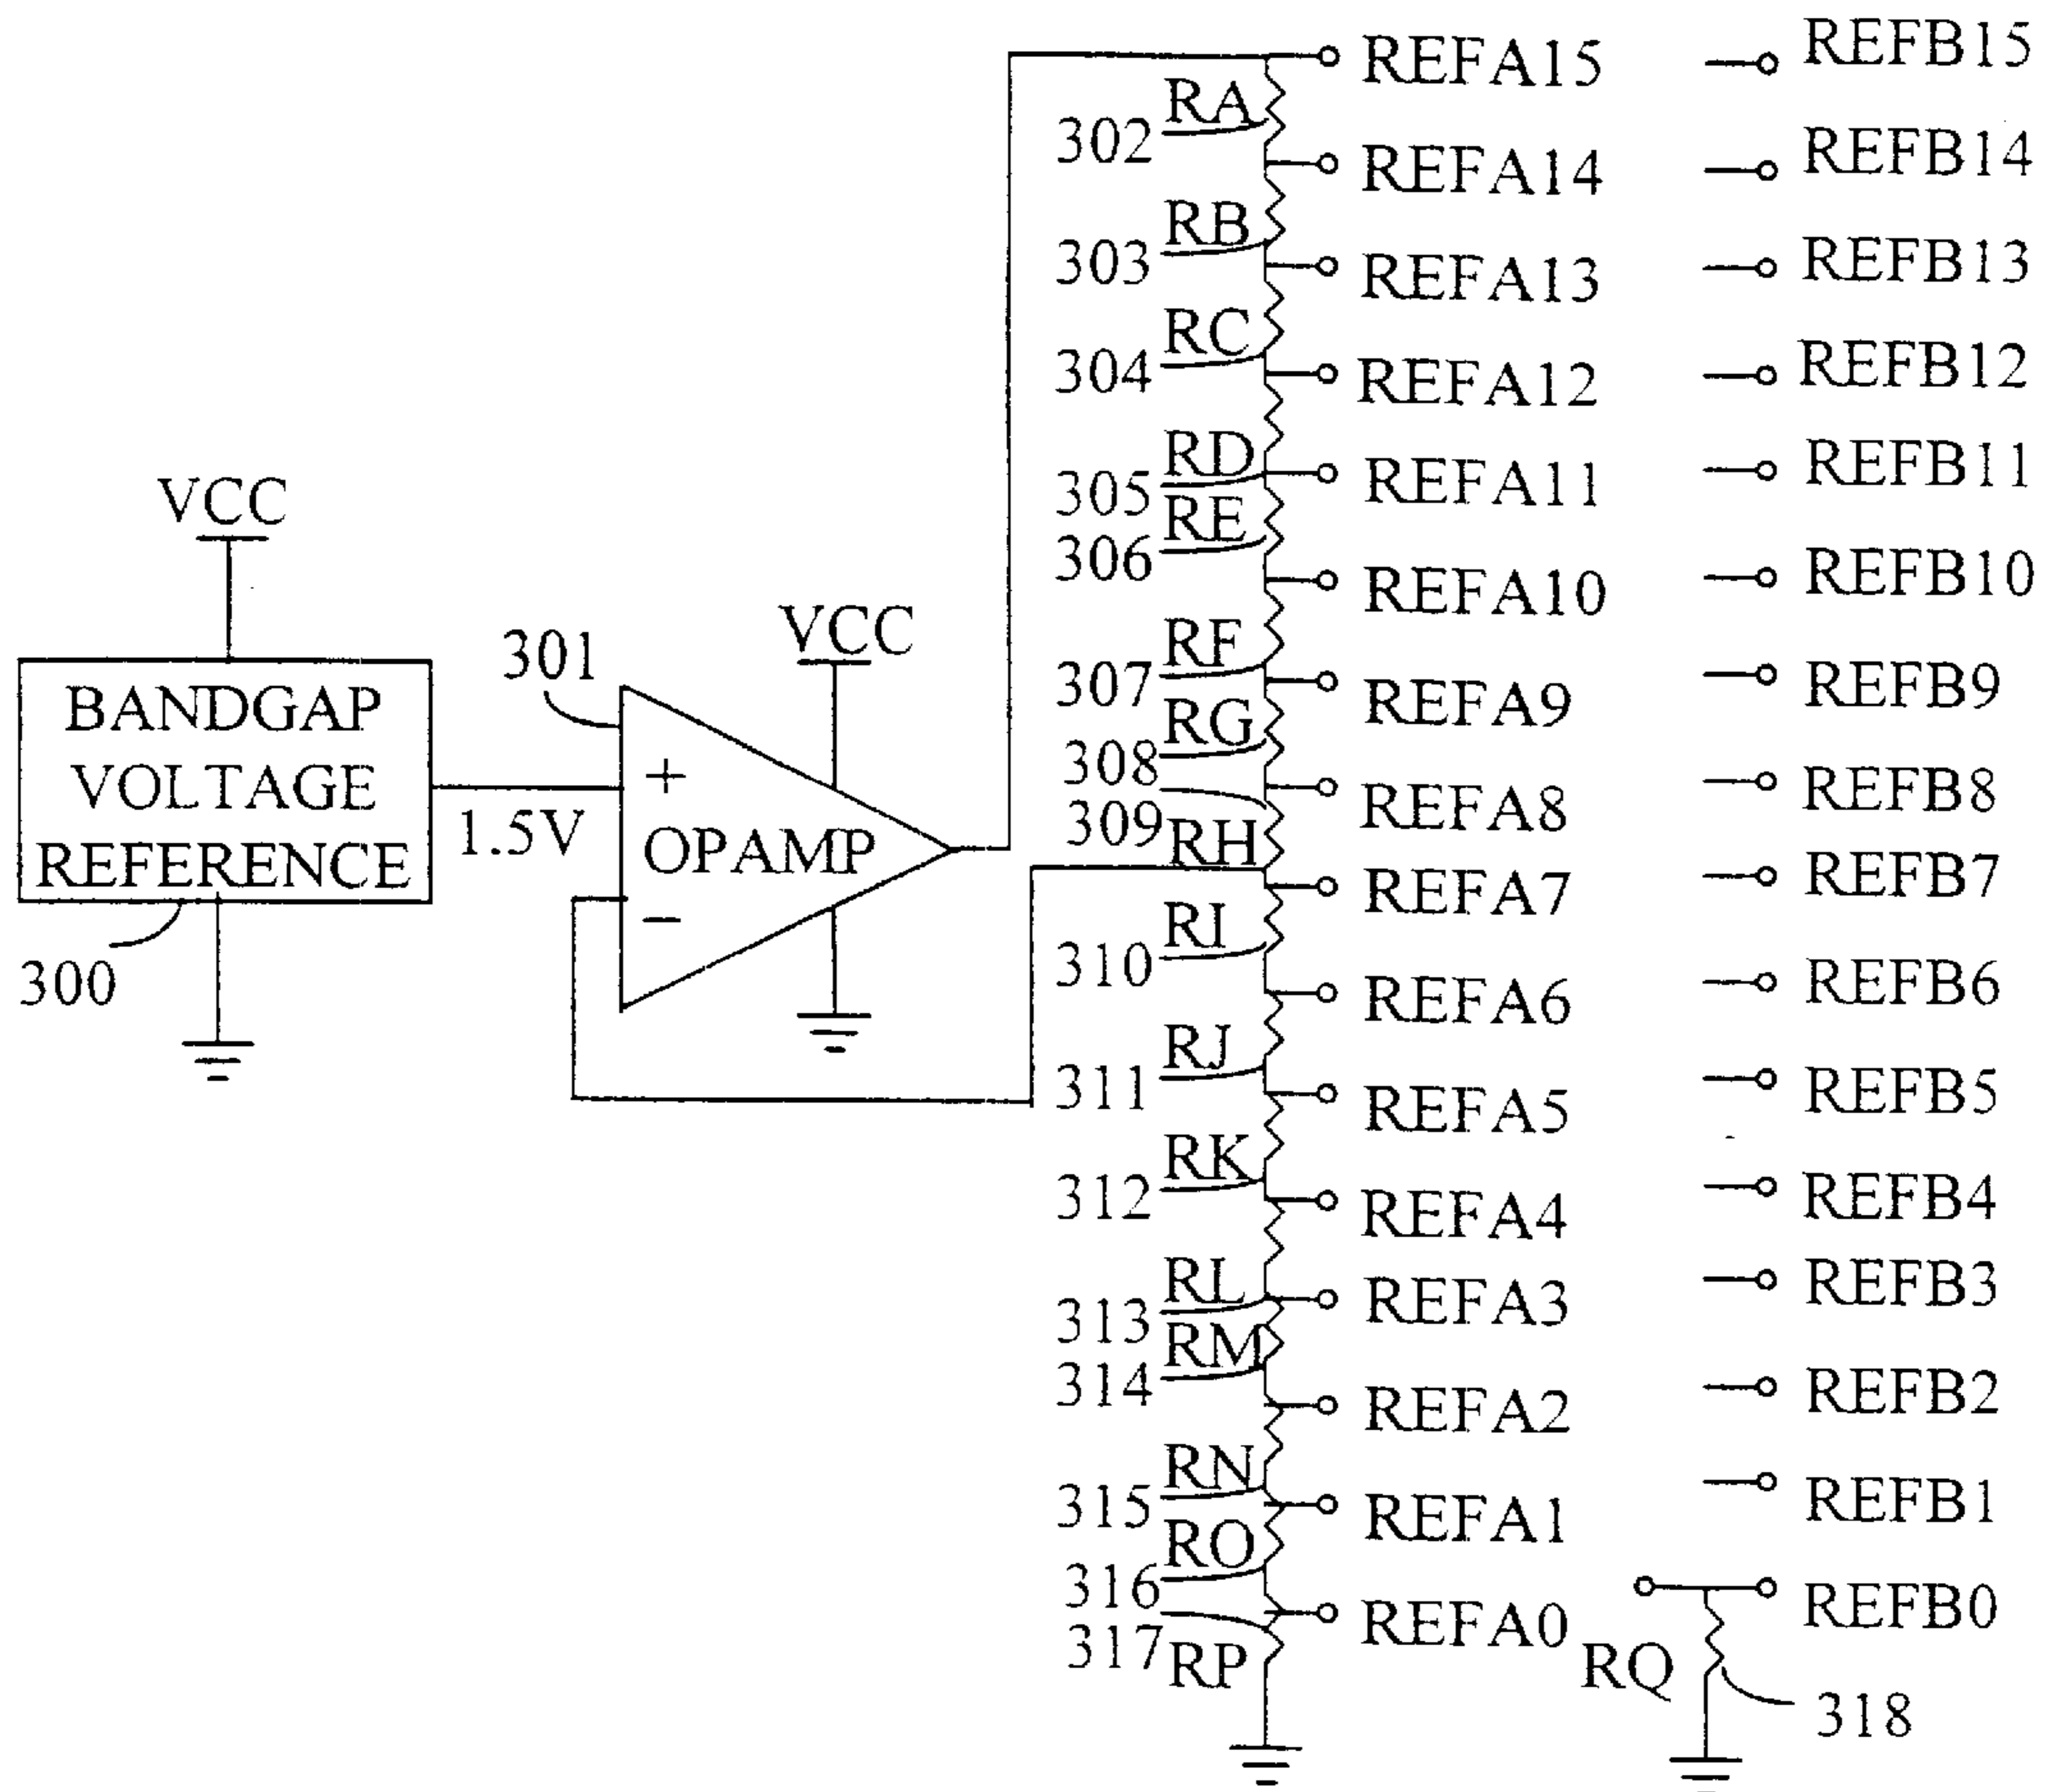 REFA15
REFB15
RA
302
REFA14
REFB14
RB
303
REFA13
REFB13
RC
304
REFA12
REFB12
RD
305
REFA11
REFB11
RE
306
REFA10
REFB10
RF
307
REFA9
REFB9
RG
308
REFA8
REFB8
309
RH
REFA7
REFB7
RI
310
REFA6
REFB6
RJ
311
REFA5
REFB5
RK
312
REFA4
REFB4
RL
313
REFA3
REFB3
RM
314
REFA2
REFB2
RN
315
REFA1
REFB1
RO
316
REFA0
REFB0
317
RP
RQ
318
VCC
BANDGAP
VOLTAGE
REFERENCE
300
1.5V
301
VCC
+
OPAMP
−